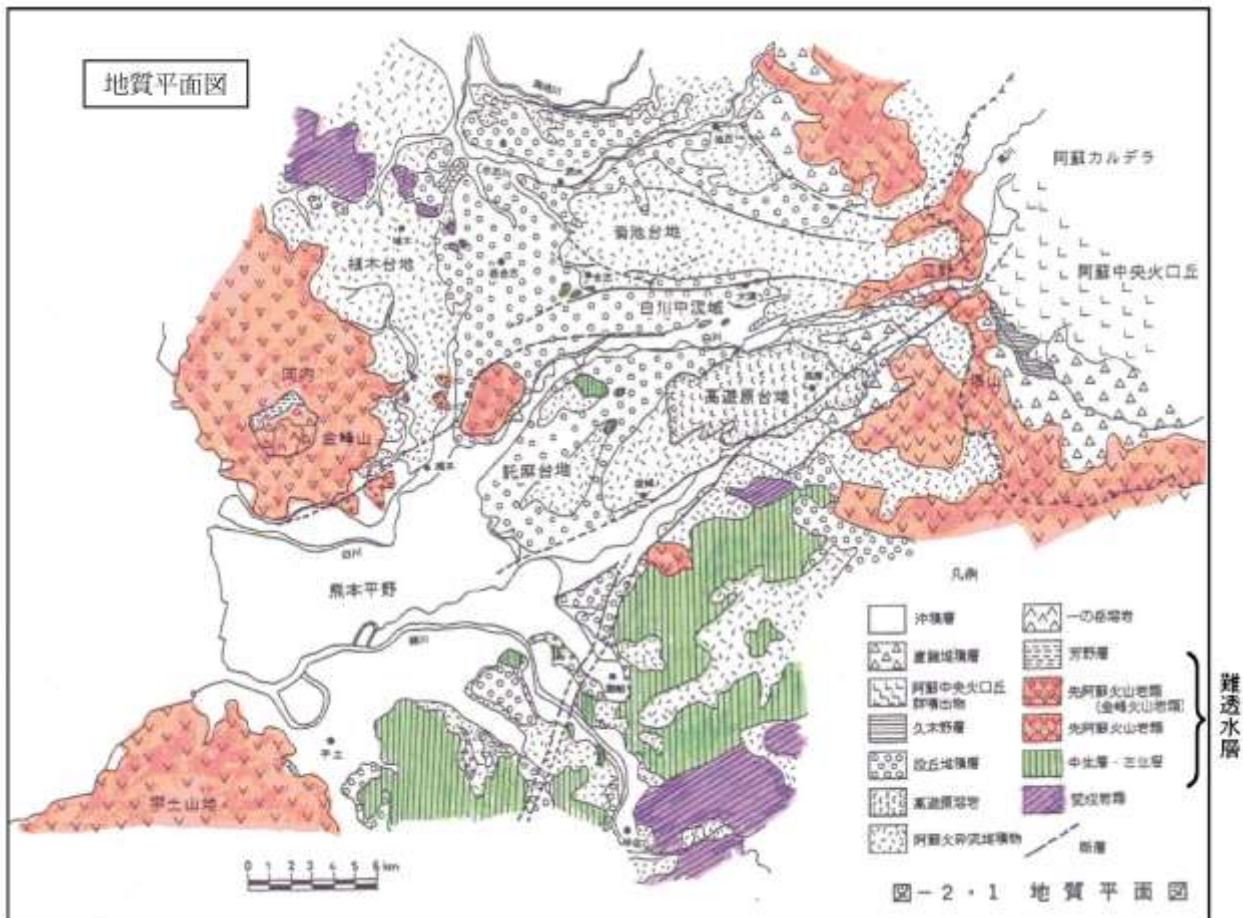 地質平面図
阿蘇カルデラ
菊池台地
阿蘇中央火口丘
植木台地
立野
白川中流域
白川
河内
高遊原台地
金峰山
託麻台地
白川
熊本平野
緑川
宇土
宇土山地
凡例
沖積層
崖錐堆積層
阿蘇中央火口丘
群噴出物
久木野層
段丘堆積層
高遊原溶岩
阿蘇火砕流堆積物
一の岳溶岩
芳野層
先阿蘇火山岩類
(金峰火山岩類)
先阿蘇火山岩類
中生層・古生層
変成岩類
断層
難透水層
0 1 2 3 4 5 6 km
図-2・1 地質平面図